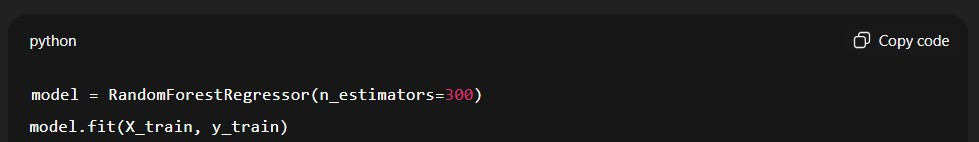 python
Copy code
model = RandomForestRegressor(n_estimators=300)
model.fit(X_train, y_train)